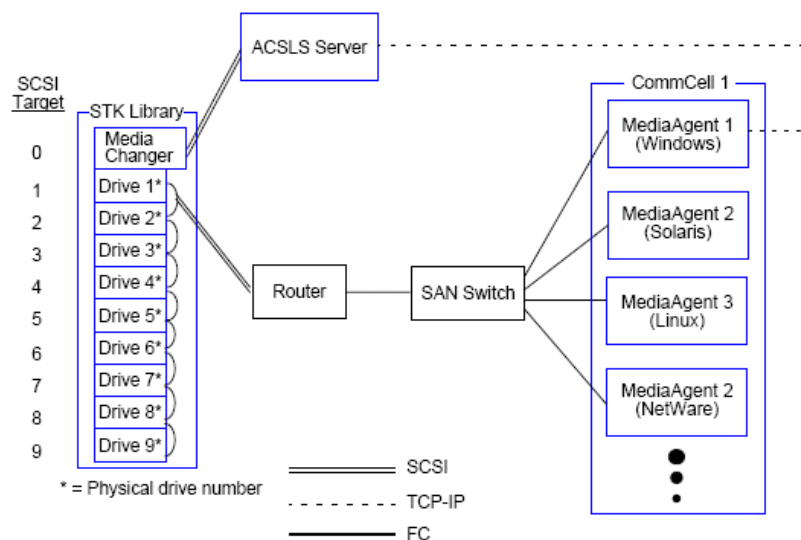 ACSLS Server
SCSI
Target
STK Library
CommCell 1
0
Media
Changer
1
Drive 1*
2
Drive 2*
3
Drive 3*
4
Drive 4*
5
Drive 5*
6
Drive 6*
7
Drive 7*
8
Drive 8*
9
Drive 9*
* = Physical drive number
Router
SAN Switch
MediaAgent 1
(Windows)
MediaAgent 2
(Solaris)
MediaAgent 3
(Linux)
MediaAgent 2
(NetWare)
SCSI
TCP-IP
FC